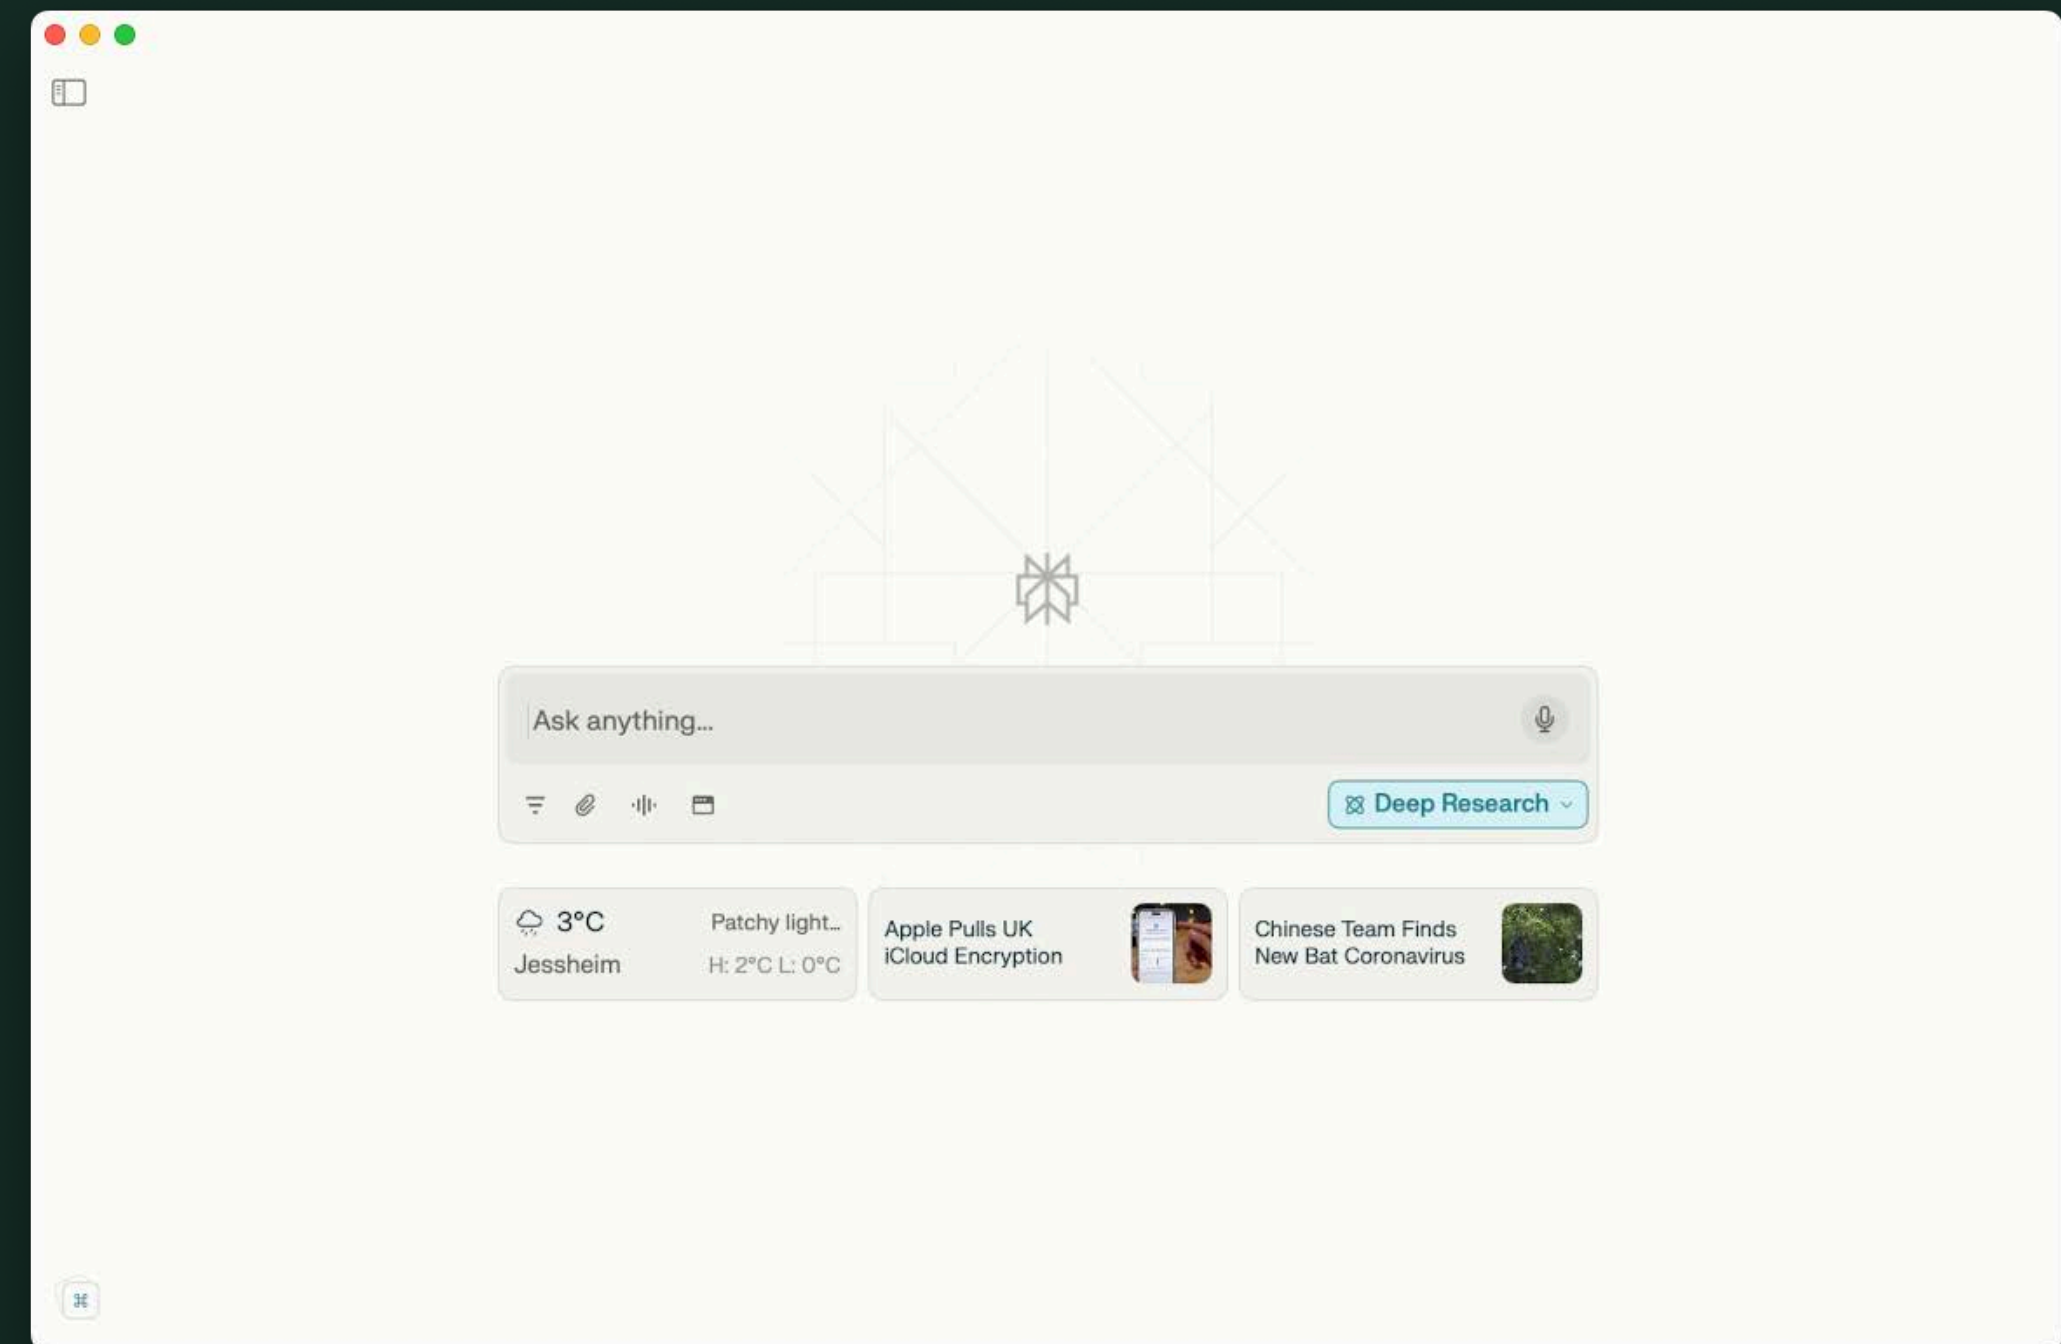 Ask anything...
Deep Research
3°C
Patchy light...
Jessheim
H: 2°C L: 0°C
Apple Pulls UK
iCloud Encryption
Chinese Team Finds
New Bat Coronavirus
⌘